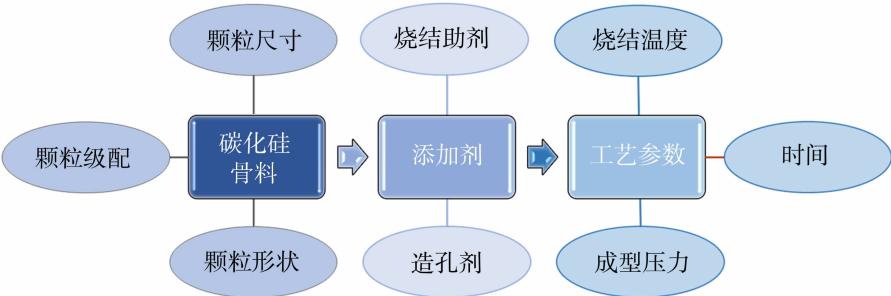 颗粒尺寸
烧结助剂
烧结温度
颗粒级配
碳化硅
骨料
添加剂
工艺参数
时间
颗粒形状
造孔剂
成型压力